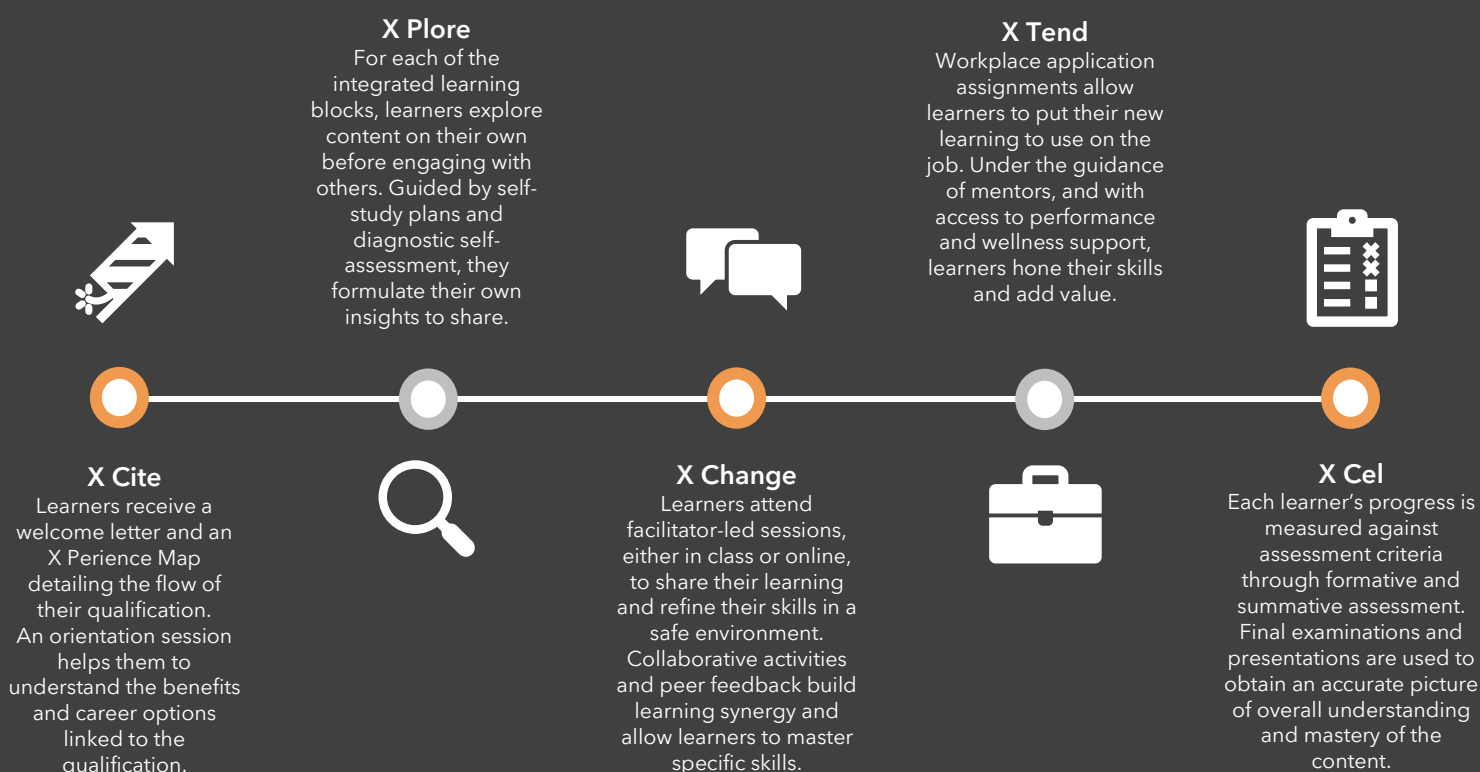 X Cite
Learners receive a
welcome letter and an
X Perience Map
detailing the flow of
their qualification.
An orientation session
helps them to
understand the benefits
and career options
linked to the
qualification.
X Plore
For each of the
integrated learning
blocks, learners explore
content on their own
before engaging with
others. Guided by self-
study plans and
diagnostic self-
assessment, they
formulate their own
insights to share.
X Change
Learners attend
facilitator-led sessions,
either in class or online,
to share their learning
and refine their skills in a
safe environment.
Collaborative activities
and peer feedback build
learning synergy and
allow learners to master
specific skills.
X Tend
Workplace application
assignments allow
learners to put their new
learning to use on the
job. Under the guidance
of mentors, and with
access to performance
and wellness support,
learners hone their skills
and add value.
X Cel
Each learner’s progress is
measured against
assessment criteria
through formative and
summative assessment.
Final examinations and
presentations are used to
obtain an accurate picture
of overall understanding
and mastery of the
content.